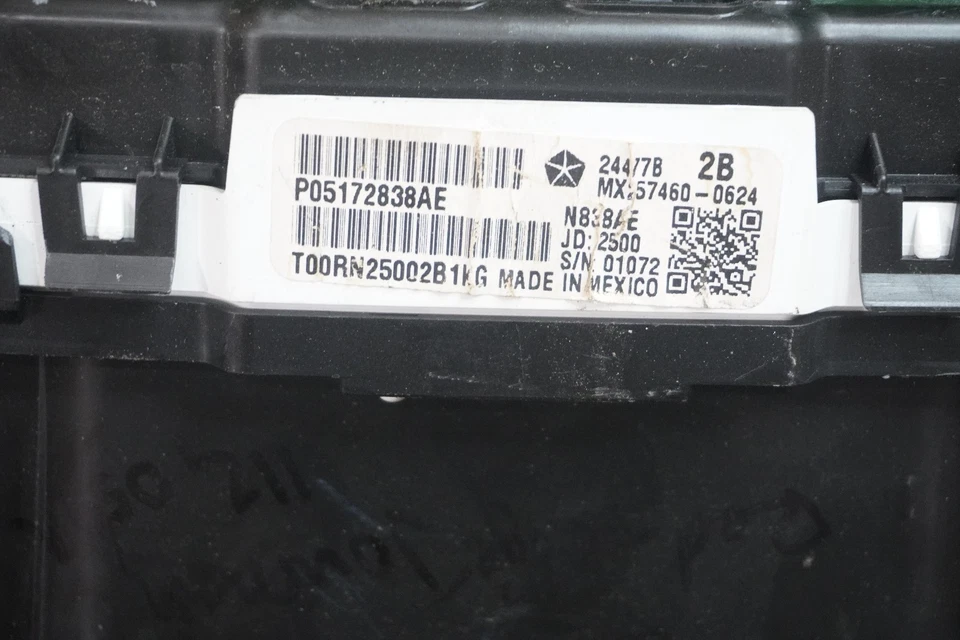 24477B 2B
P05172838AE
MX:57460-0624
N838AE
JD: 2500
S/N: 01072
T00RN25002B1KG MADE IN MEXICO